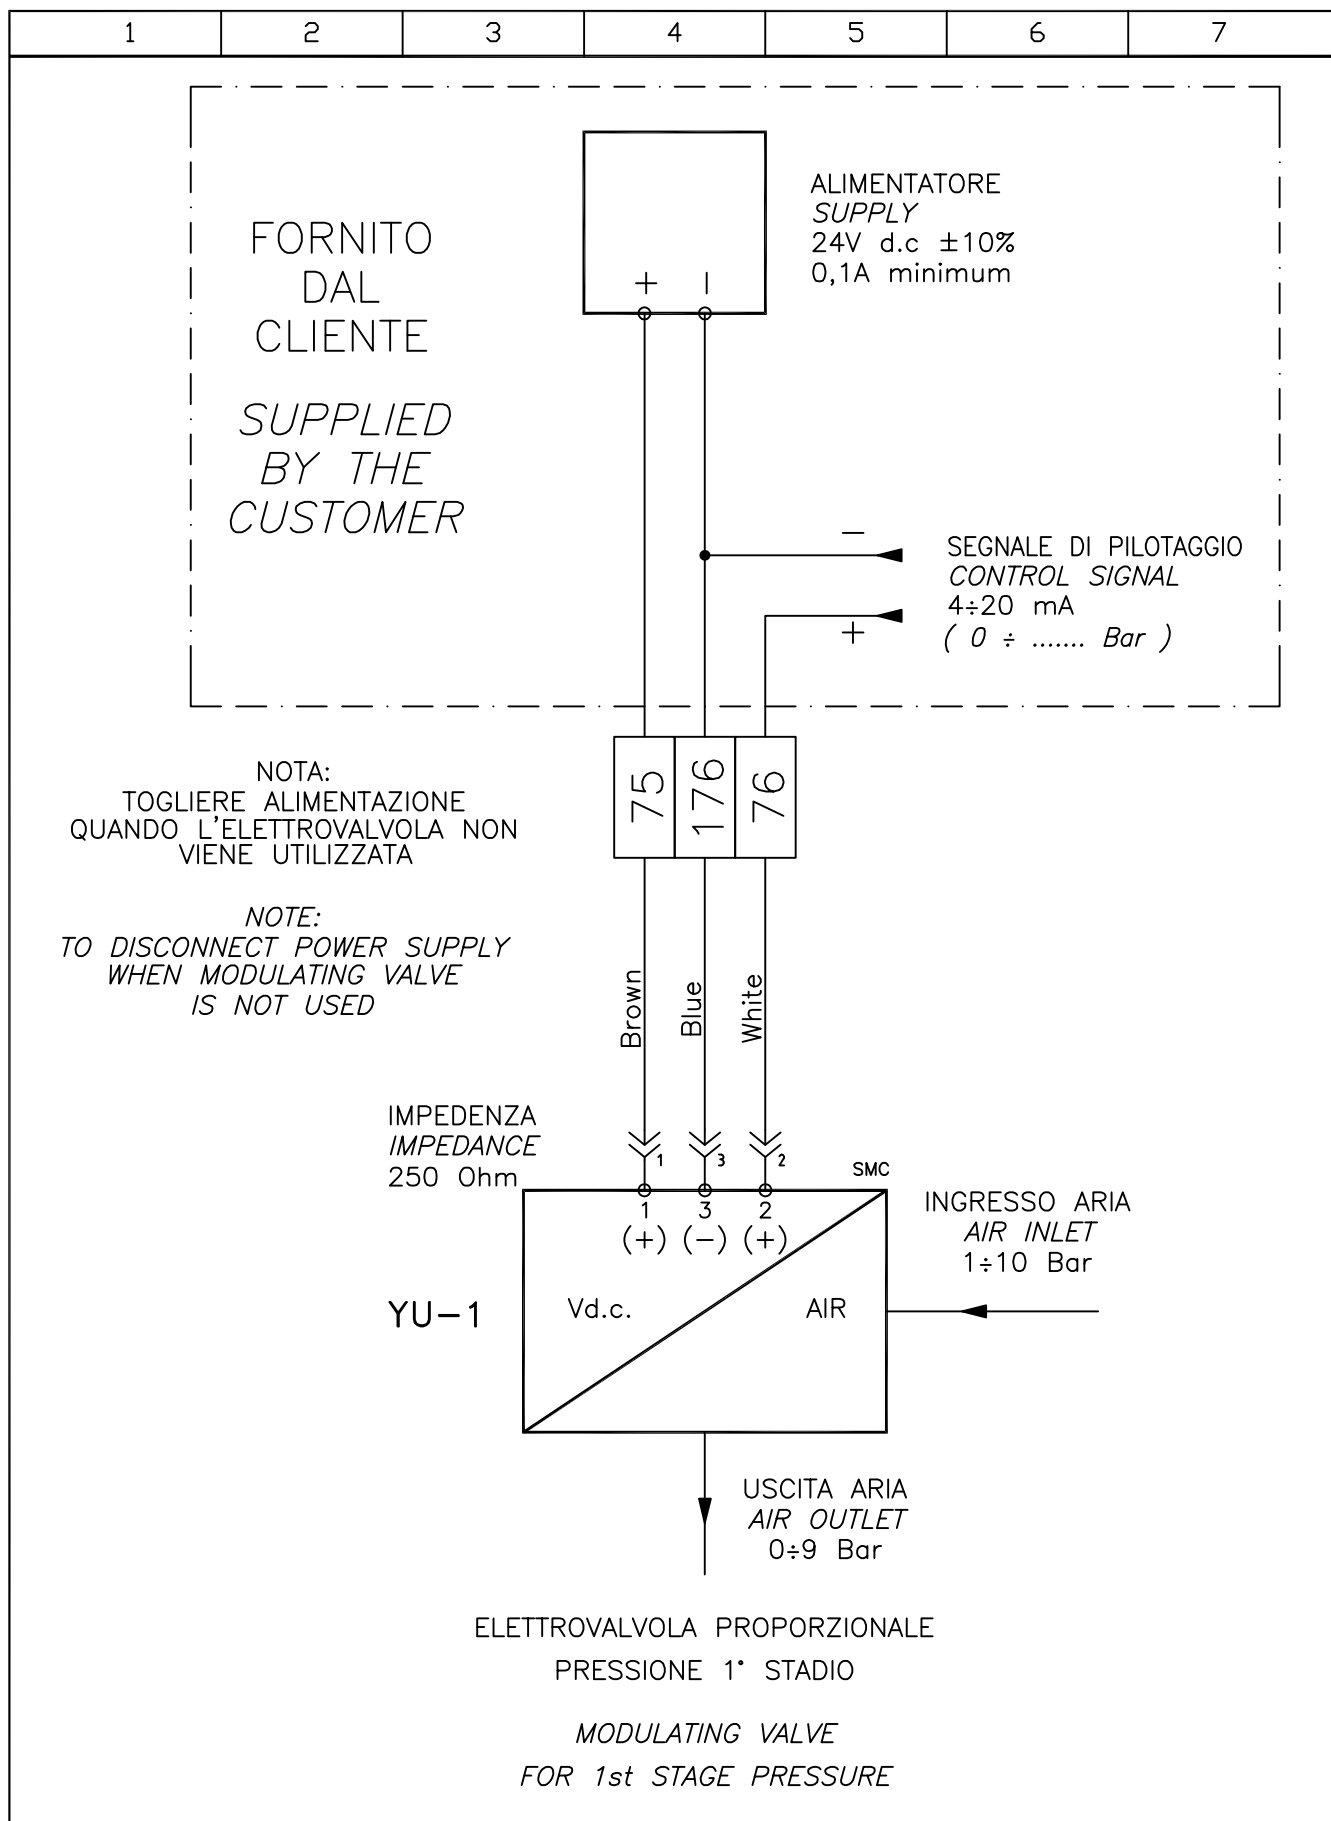 1 2 3 4 5 6 7
ALIMENTATORE
SUPPLY
24V d.c ±10%
0,1A minimum
+ −
FORNITO
DAL
CLIENTE
SUPPLIED
BY THE
CUSTOMER
−
+
SEGNALE DI PILOTAGGIO
CONTROL SIGNAL
4÷20 mA
( 0 ÷ ....... Bar )
75 176 76
NOTA:
TOGLIERE ALIMENTAZIONE
QUANDO L'ELETTROVALVOLA NON
VIENE UTILIZZATA
NOTE:
TO DISCONNECT POWER SUPPLY
WHEN MODULATING VALVE
IS NOT USED
Brown Blue White
IMPEDENZA
IMPEDANCE
250 Ohm
1 3 2
SMC
1 3 2
(+) (−) (+)
INGRESSO ARIA
AIR INLET
1÷10 Bar
YU−1
Vd.c.
AIR
USCITA ARIA
AIR OUTLET
0÷9 Bar
ELETTROVALVOLA PROPORZIONALE
PRESSIONE 1° STADIO
MODULATING VALVE
FOR 1st STAGE PRESSURE